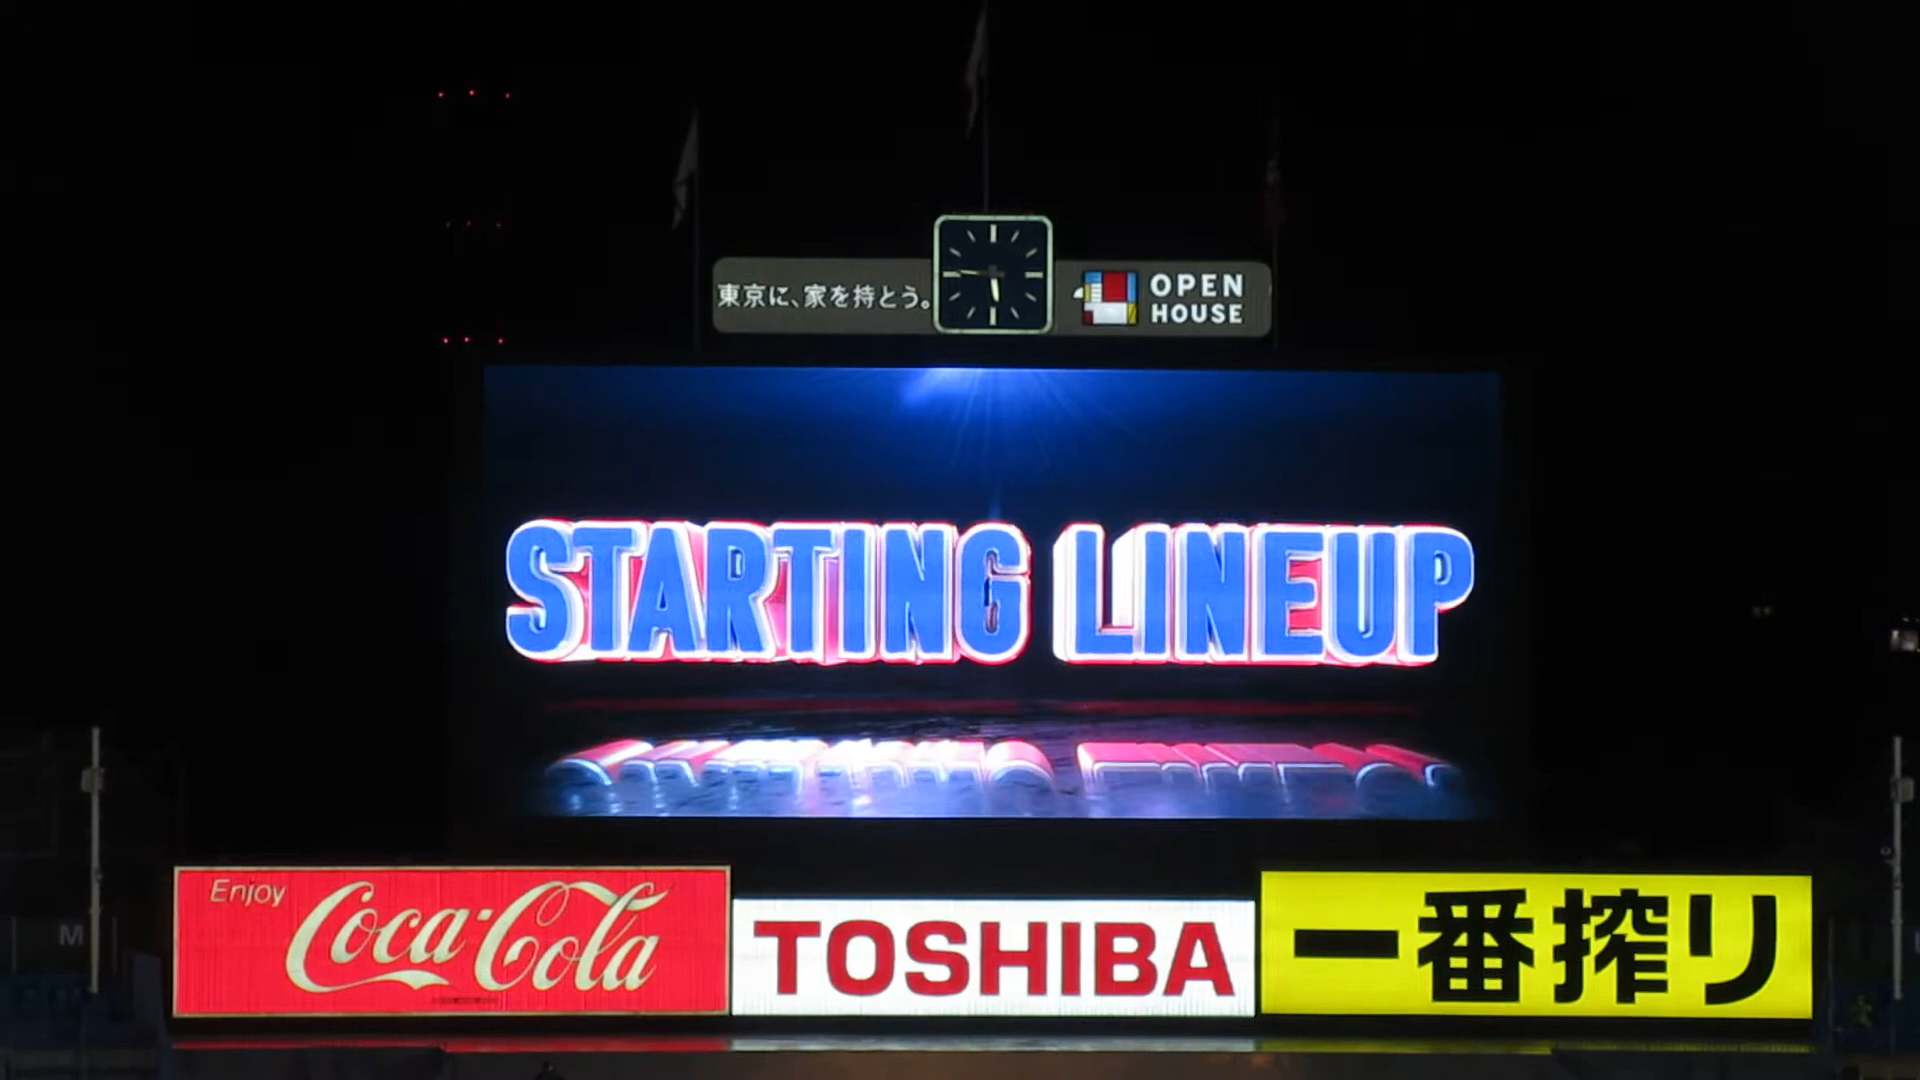 東京に、家を持とう。
OPEN
HOUSE
STARTING LINEUP
Enjoy
Coca-Cola
TOSHIBA
一番搾り
M